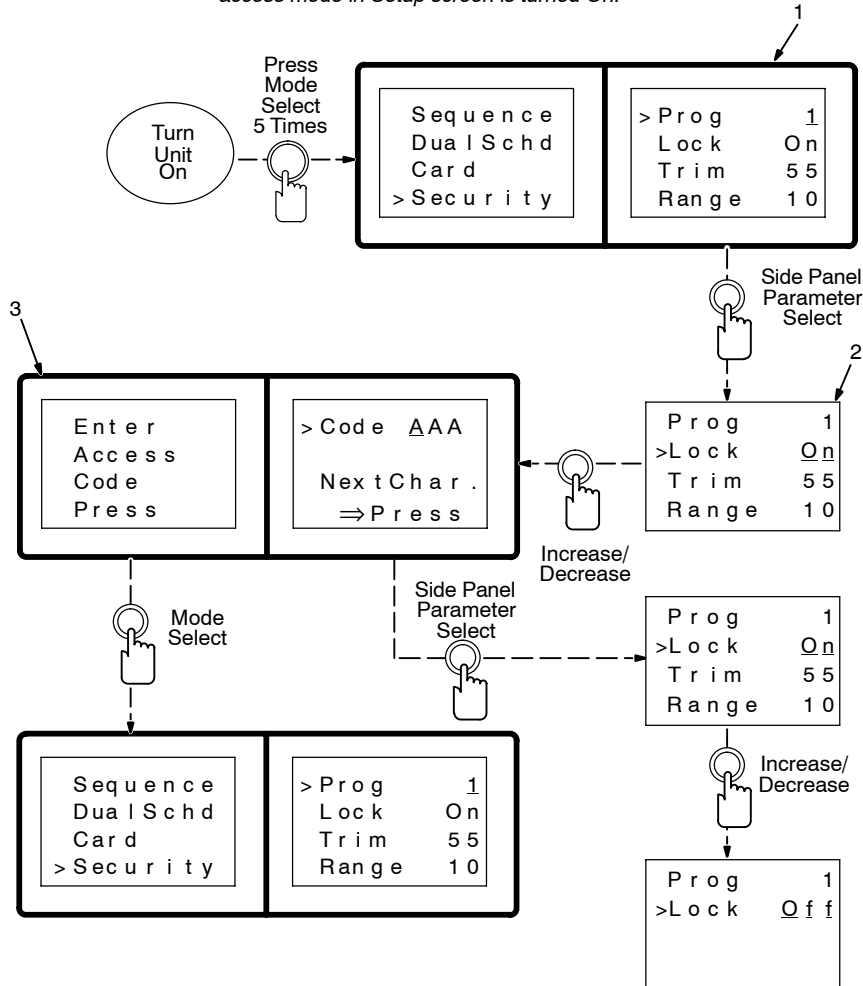 access mode in Setup screen is turned On.
1
Press
Mode
Select
5 Times
Turn
Unit
On
Sequence
DualSchd
Card
>Security
>Prog 1
Lock On
Trim 55
Range 10
Side Panel
Parameter
Select
2
Prog 1
>Lock On
Trim 55
Range 10
Increase/
Decrease
3
Enter
Access
Code
Press
>Code AAA
NextChar.
⇒Press
Mode
Select
Side Panel
Parameter
Select
Prog 1
>Lock On
Trim 55
Range 10
Increase/
Decrease
Sequence
DualSchd
Card
>Security
>Prog 1
Lock On
Trim 55
Range 10
Prog 1
>Lock Off